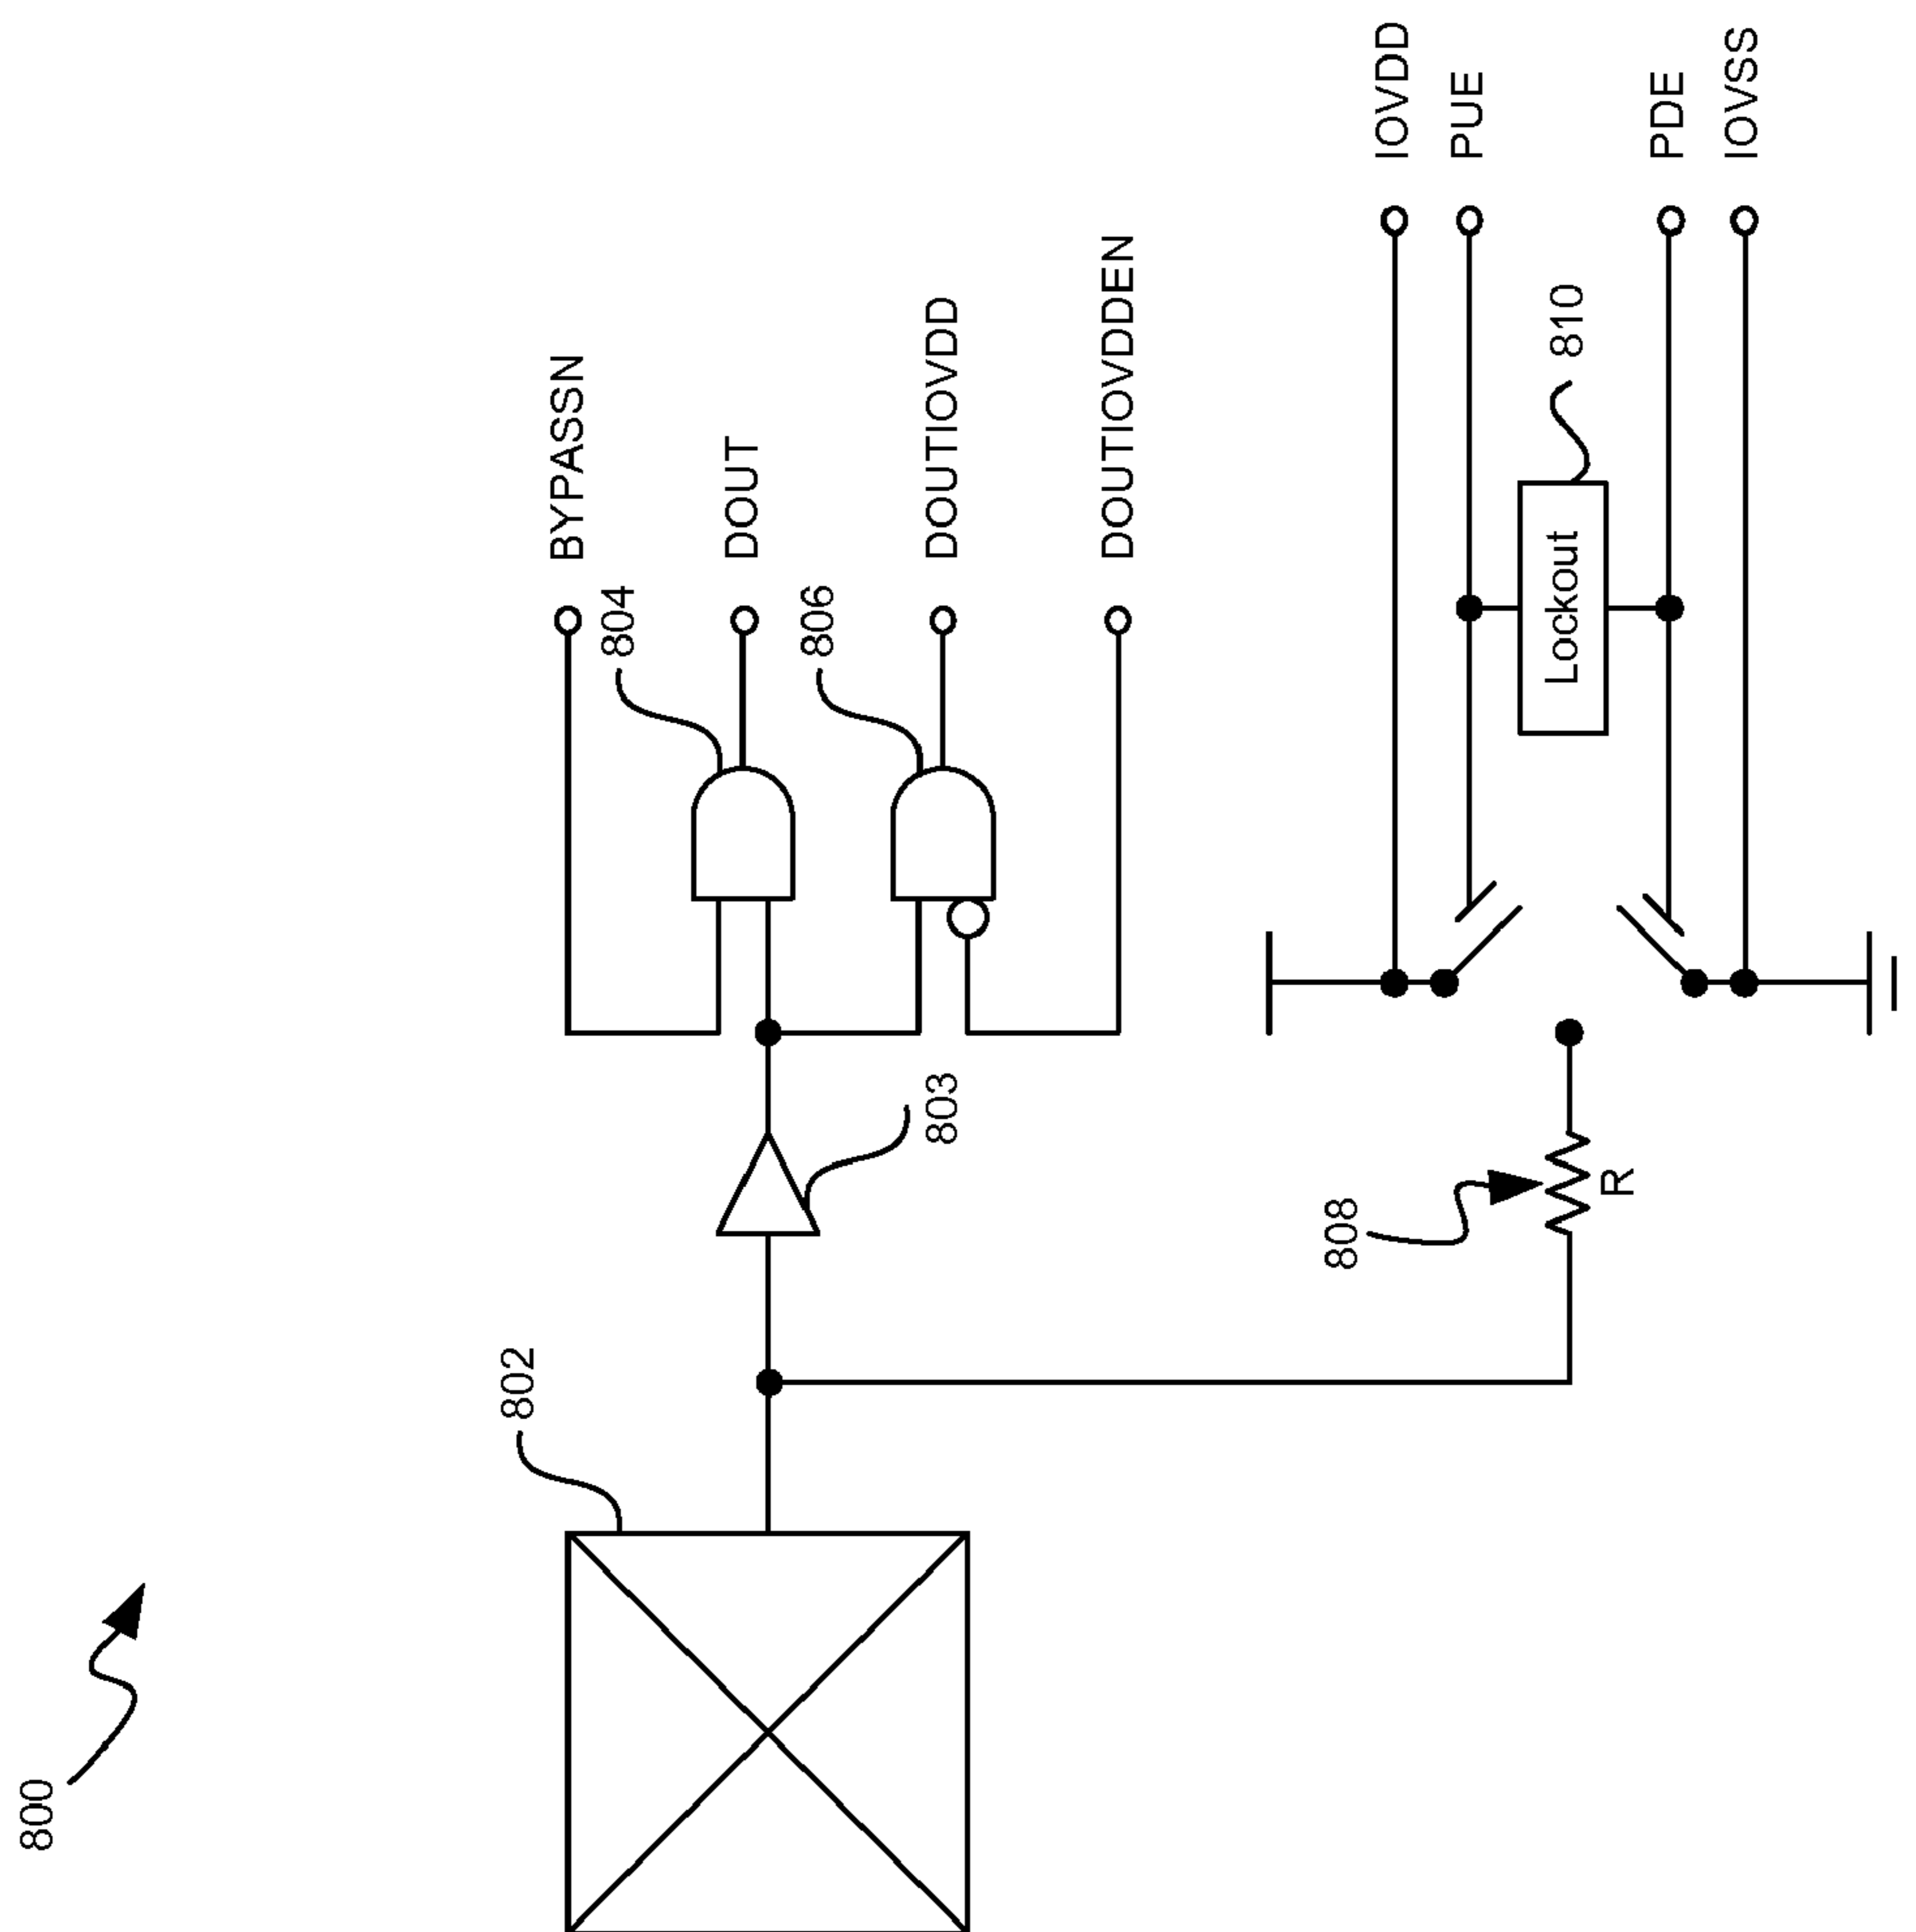 800
802
803
BYPASSN
804
DOUT
806
DOUTIOVDD
DOUTIOVDDEN
808
R
IOVDD
PUE
Lockout
810
PDE
IOVSS